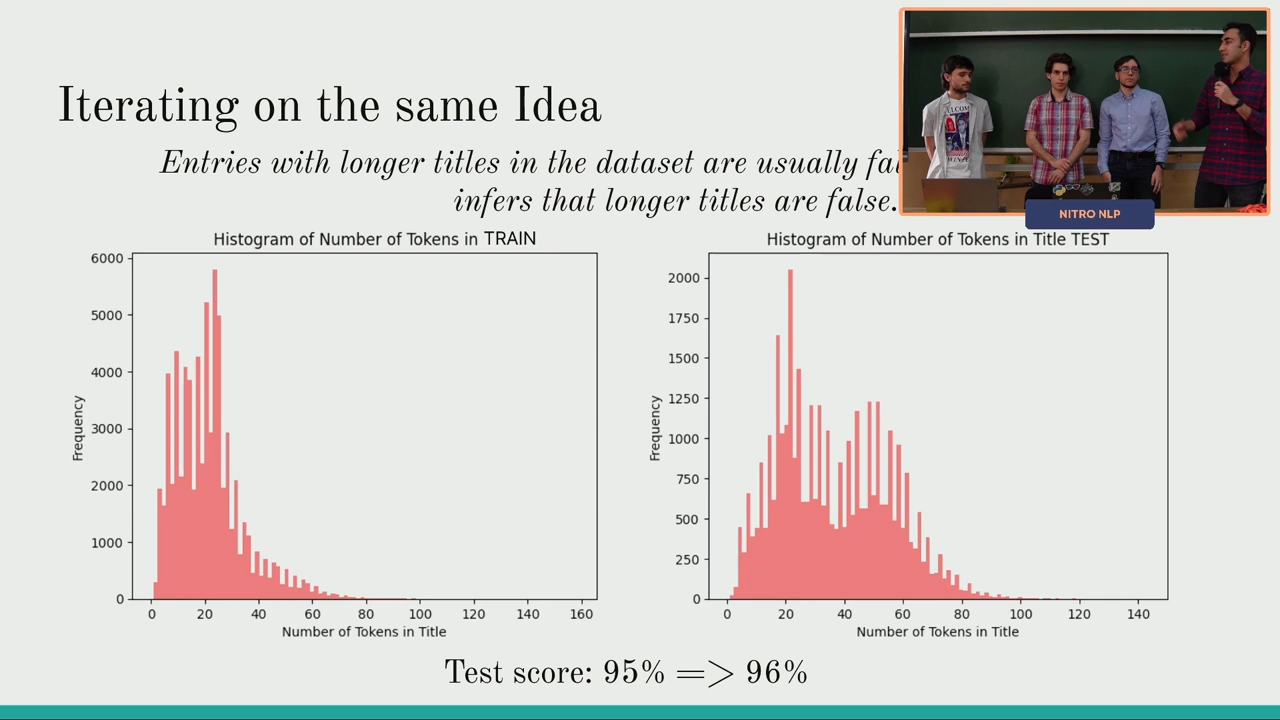 Iterating on the same Idea
Entries with longer titles in the dataset are usually
infers that longer titles are false.
NITRO NLP
Histogram of Number of Tokens in TRAIN
6000
5000
4000
3000
2000
1000
0
Frequency
0 20 40 60 80 100 120 140 160
Number of Tokens in Title
Histogram of Number of Tokens in Title TEST
2000
1750
1500
1250
1000
750
500
250
0
Frequency
0 20 40 60 80 100 120 140
Number of Tokens in Title
Test score: 95% => 96%